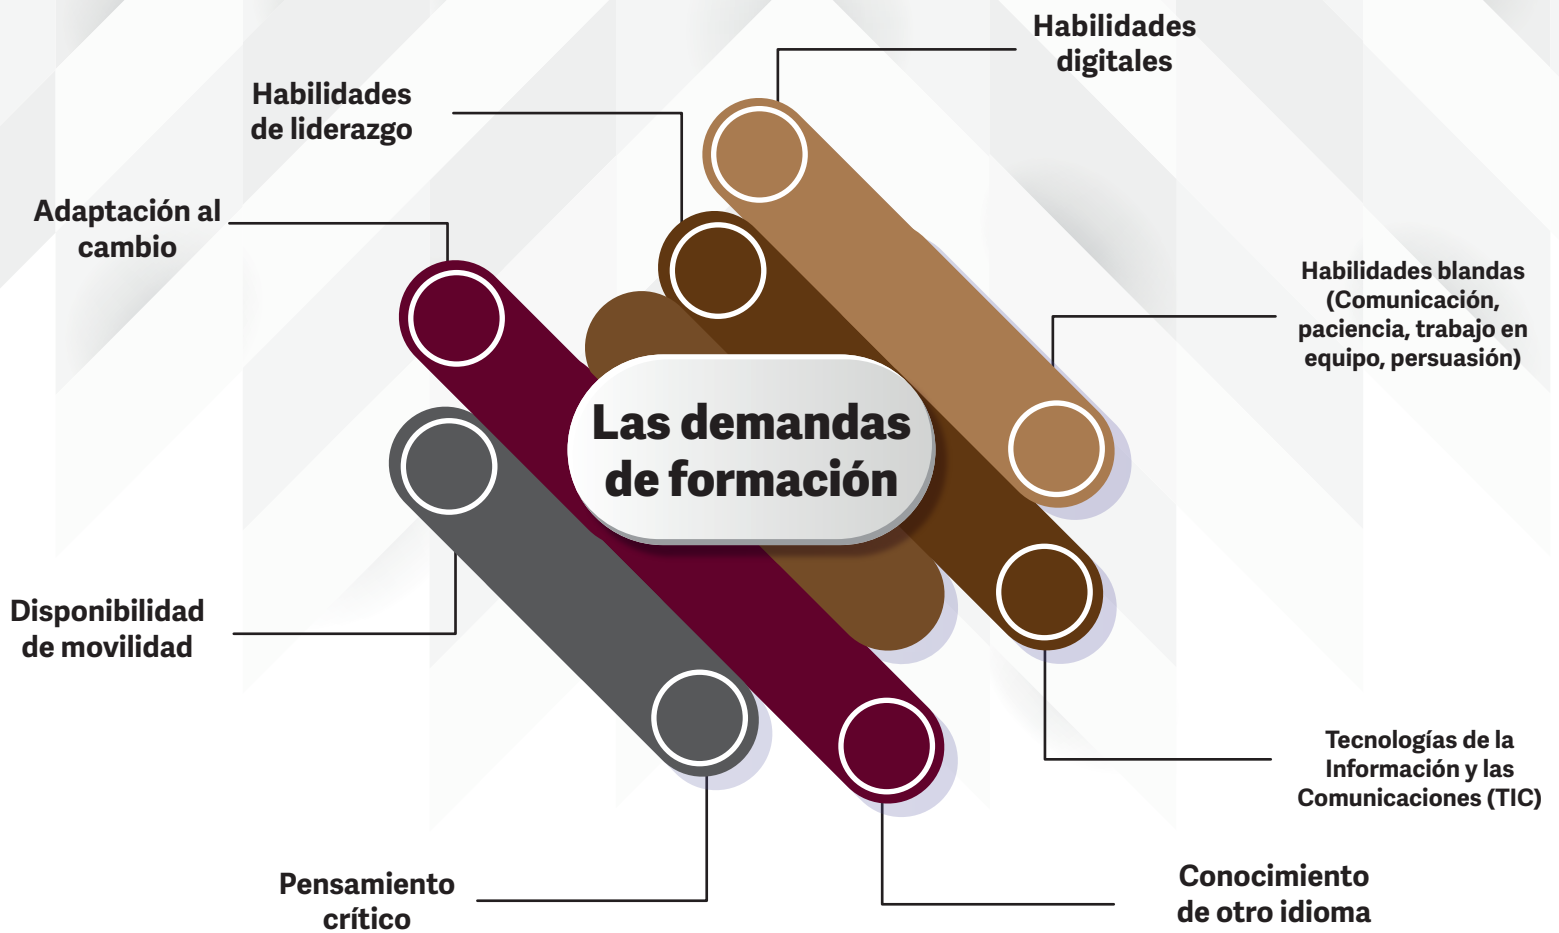 Habilidades
digitales
Habilidades
de liderazgo
Adaptación al
cambio
Habilidades blandas
(Comunicación,
paciencia, trabajo en
equipo, persuasión)
Las demandas
de formación
Disponibilidad
de movilidad
Tecnologías de la
Información y las
Comunicaciones (TIC)
Pensamiento
crítico
Conocimiento
de otro idioma